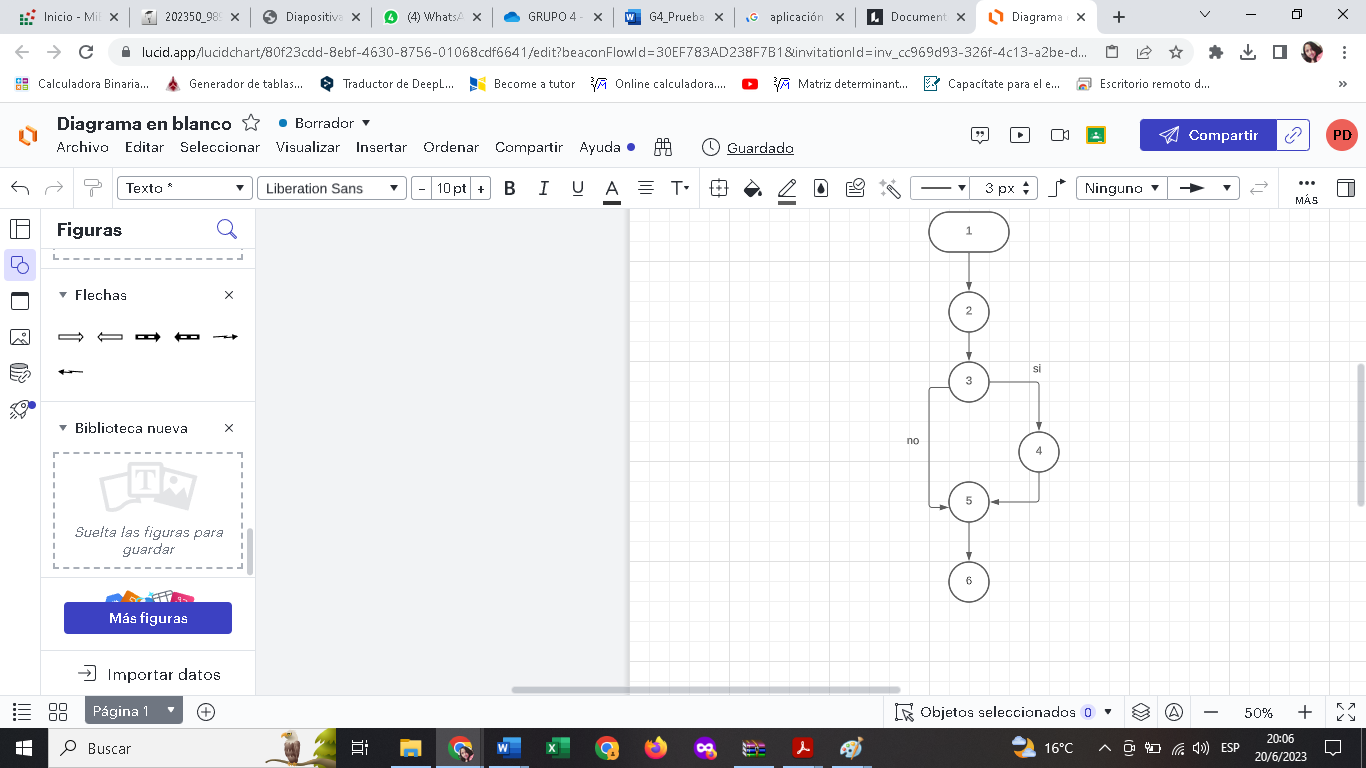 Inicio - Mi
202350_989
Diapositiva
(4) WhatsA
GRUPO 4 -
G4_Prueba
aplicación
Document
Diagrama
lucid.app/lucidchart/80f23cdd-8ebf-4630-8756-01068cdf6641/edit?beaconFlowId=30EF783AD238F7B1&invitationId=inv_cc969d93-326f-4c13-a2be-d...
Calculadora Binaria...
Generador de tablas...
Traductor de DeepL...
Become a tutor
Online calculadora....
Matriz determinant...
Capacítate para el e...
Escritorio remoto d...
»
Diagrama en blanco
Borrador
Archivo Editar Seleccionar Visualizar Insertar Ordenar Compartir Ayuda
Guardado
Compartir
PD
Texto *
Liberation Sans
- 10 pt +
B I U A T
3 px
Ninguno
MÁS
Figuras
Flechas
Biblioteca nueva
T
Suelta las figuras para
guardar
Más figuras
Importar datos
1
2
3
si
no
4
5
6
Página 1
Objetos seleccionados 0
50%
Buscar
16°C
ESP
20:06
20/6/2023